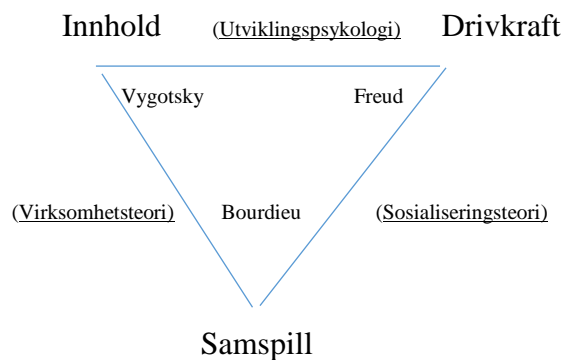 Innhold (Utviklingspsykologi) Drivkraft
Vygotsky Freud
(Virksomhetsteori) Bourdieu (Sosialiseringsteori)
Samspill